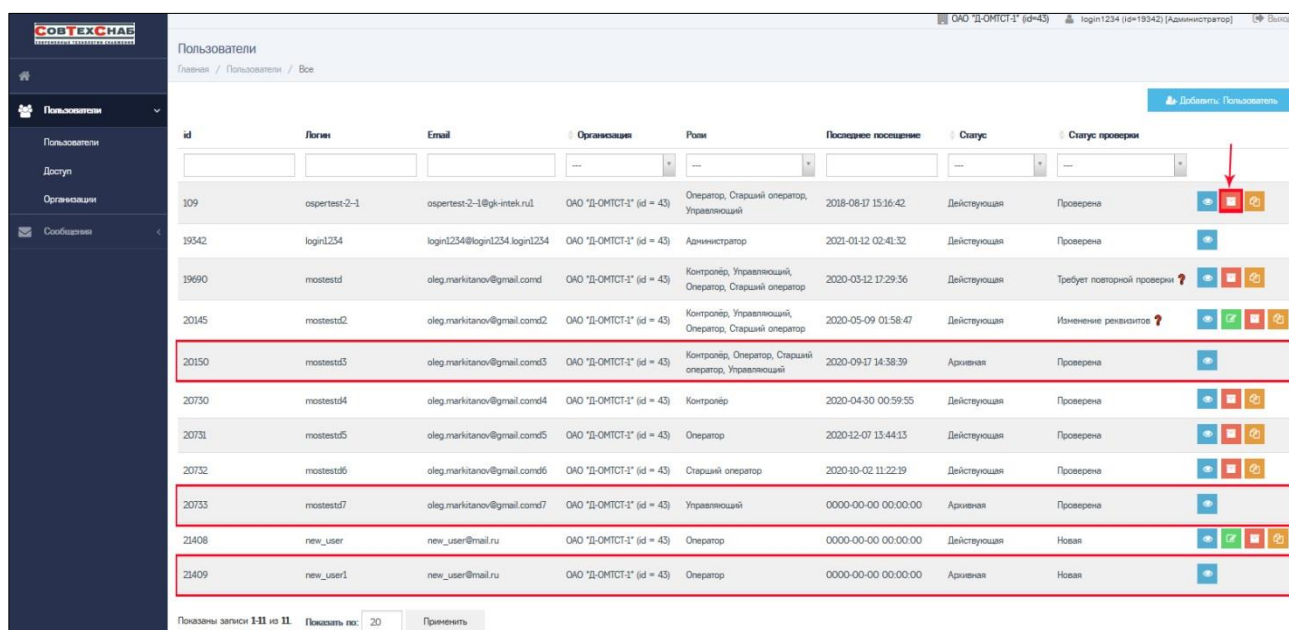 СОВТЕХСНАБ
СОВРЕМЕННЫЕ ТЕХНОЛОГИИ СНАБЖЕНИЯ
ОАО "Д-ОМТСТ-1" (id=43) login1234 (id=19342) [Администратор] Выход
Пользователи
Главная / Пользователи / Все
Пользователи
Пользователи
Доступ
Организации
Сообщения
Добавить: Пользователь
id Логин Email Организация Роли Последнее посещение Статус Статус проверки
--- --- --- ---
109 ospertest-2--1 ospertest-2--1@gk-intek.ru1 ОАО "Д-ОМТСТ-1" (id = 43) Оператор, Старший оператор, Управляющий 2018-08-17 15:16:42 Действующая Проверена
19342 login1234 login1234@login1234.login1234 ОАО "Д-ОМТСТ-1" (id = 43) Администратор 2021-01-12 02:41:32 Действующая Проверена
19690 mostestd oleg.markitanov@gmail.comd ОАО "Д-ОМТСТ-1" (id = 43) Контролёр, Управляющий, Оператор, Старший оператор 2020-03-12 17:29:36 Действующая Требует повторной проверки ?
20145 mostestd2 oleg.markitanov@gmail.comd2 ОАО "Д-ОМТСТ-1" (id = 43) Контролёр, Управляющий, Оператор, Старший оператор 2020-05-09 01:58:47 Действующая Изменение реквизитов ?
20150 mostestd3 oleg.markitanov@gmail.comd3 ОАО "Д-ОМТСТ-1" (id = 43) Контролёр, Оператор, Старший оператор, Управляющий 2020-09-17 14:38:39 Архивная Проверена
20730 mostestd4 oleg.markitanov@gmail.comd4 ОАО "Д-ОМТСТ-1" (id = 43) Контролёр 2020-04-30 00:59:55 Действующая Проверена
20731 mostestd5 oleg.markitanov@gmail.comd5 ОАО "Д-ОМТСТ-1" (id = 43) Оператор 2020-12-07 13:44:13 Действующая Проверена
20732 mostestd6 oleg.markitanov@gmail.comd6 ОАО "Д-ОМТСТ-1" (id = 43) Старший оператор 2020-10-02 11:22:19 Действующая Проверена
20733 mostestd7 oleg.markitanov@gmail.comd7 ОАО "Д-ОМТСТ-1" (id = 43) Управляющий 0000-00-00 00:00:00 Архивная Проверена
21408 new_user new_user@mail.ru ОАО "Д-ОМТСТ-1" (id = 43) Оператор 0000-00-00 00:00:00 Действующая Новая
21409 new_user1 new_user@mail.ru ОАО "Д-ОМТСТ-1" (id = 43) Оператор 0000-00-00 00:00:00 Архивная Новая
Показаны записи 1-11 из 11. Показать по: 20 Применить